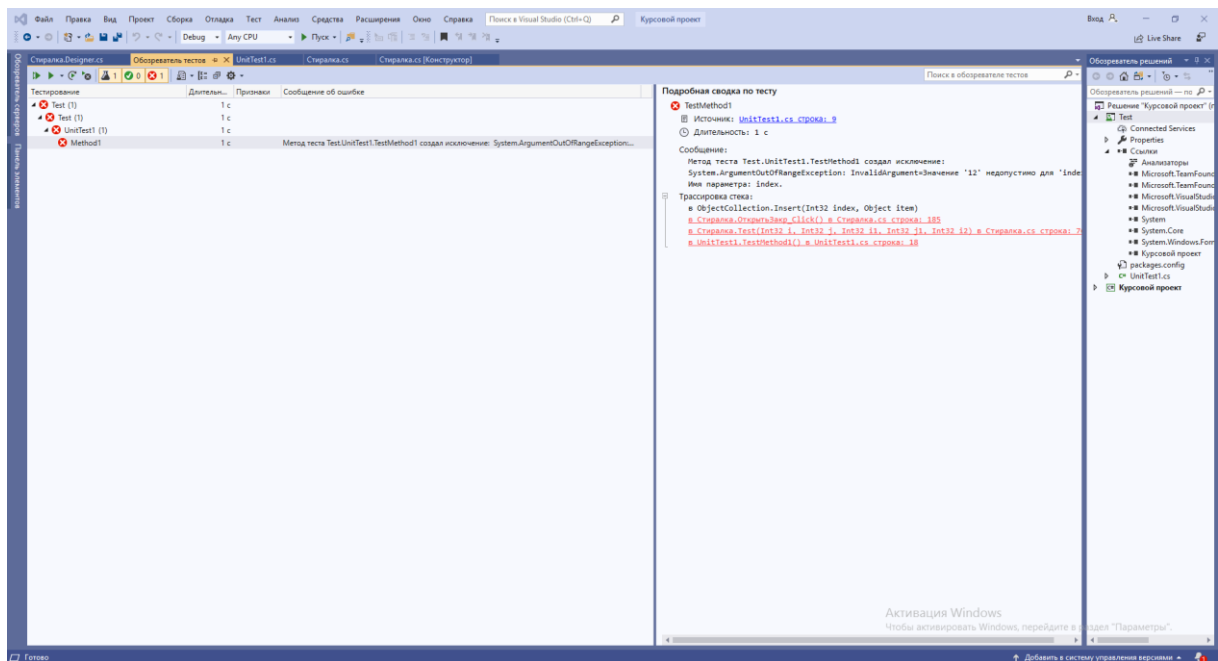 Файл Правка Вид Проект Сборка Отладка Тест Анализ Средства Расширения Окно Справка Поиск в Visual Studio (Ctrl+Q) Курсовой проект Вход
Debug Any CPU Пуск Live Share
Обозреватель серверов
Панель элементов
Стиралка.Designer.cs Обозреватель тестов UnitTest1.cs Стиралка.cs Стиралка.cs [Конструктор]
1 0 1 Поиск в обозревателе тестов
Тестирование Длительн... Признаки Сообщение об ошибке
Test (1) 1 с
Test (1) 1 с
UnitTest1 (1) 1 с
Method1 1 с Метод теста Test.UnitTest1.TestMethod1 создал исключение: System.ArgumentOutOfRangeException:...
Подробная сводка по тесту
TestMethod1
Источник: UnitTest1.cs строка: 9
Длительность: 1 с
Сообщение:
Метод теста Test.UnitTest1.TestMethod1 создал исключение:
System.ArgumentOutOfRangeException: InvalidArgument=Значение '12' недопустимо для 'inde
Имя параметра: index.
Трассировка стека:
в ObjectCollection.Insert(Int32 index, Object item)
в Стиралка.ОткрытьЗакр_Click() в Стиралка.cs строка: 185
в Стиралка.Test(Int32 i, Int32 j, Int32 i1, Int32 j1, Int32 i2) в Стиралка.cs строка:
в UnitTest1.TestMethod1() в UnitTest1.cs строка: 18
Обозреватель решений
Обозреватель решений — по
Решение "Курсовой проект" (
Test
Connected Services
Properties
Ссылки
Анализаторы
Microsoft.TeamFounc
Microsoft.TeamFounc
Microsoft.VisualStudi
Microsoft.VisualStudi
System
System.Core
System.Windows.Forr
Курсовой проект
packages.config
UnitTest1.cs
Курсовой проект
Активация Windows
Чтобы активировать Windows, перейдите в раздел "Параметры".
Готово Добавить в систему управления версиями